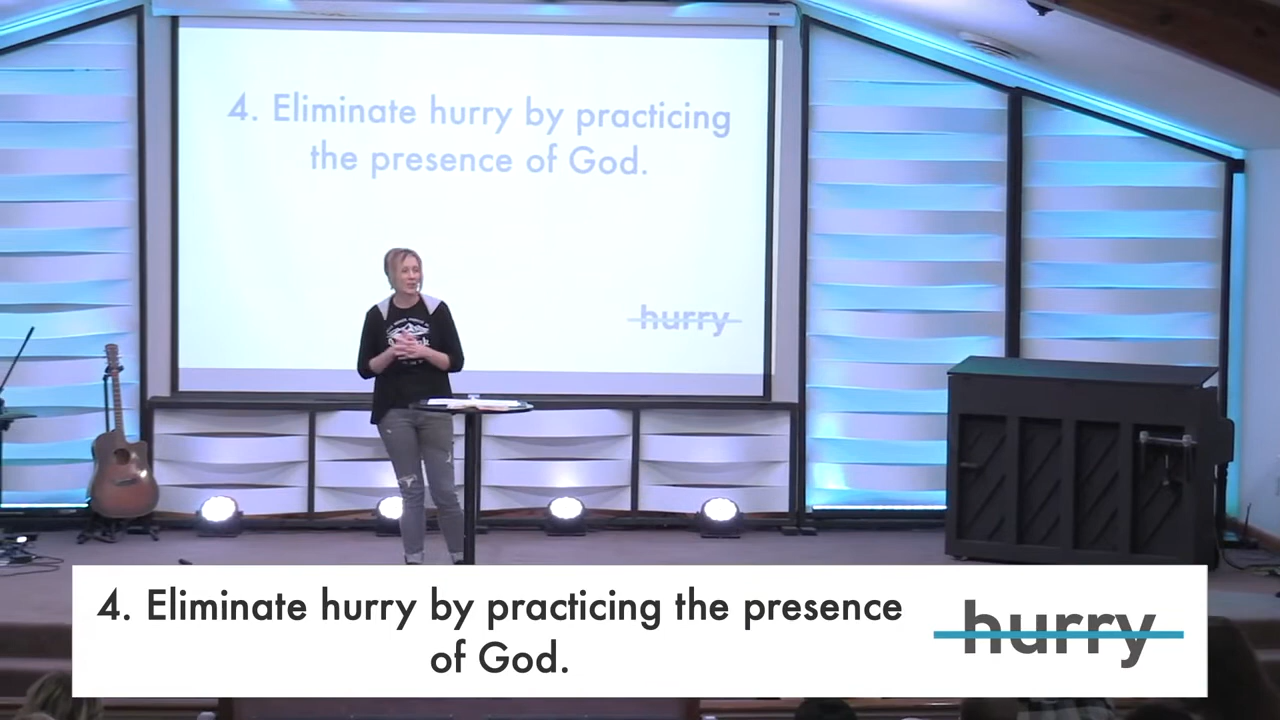 4. Eliminate hurry by practicing
the presence of God.
hurry
4. Eliminate hurry by practicing the presence
of God.
hurry